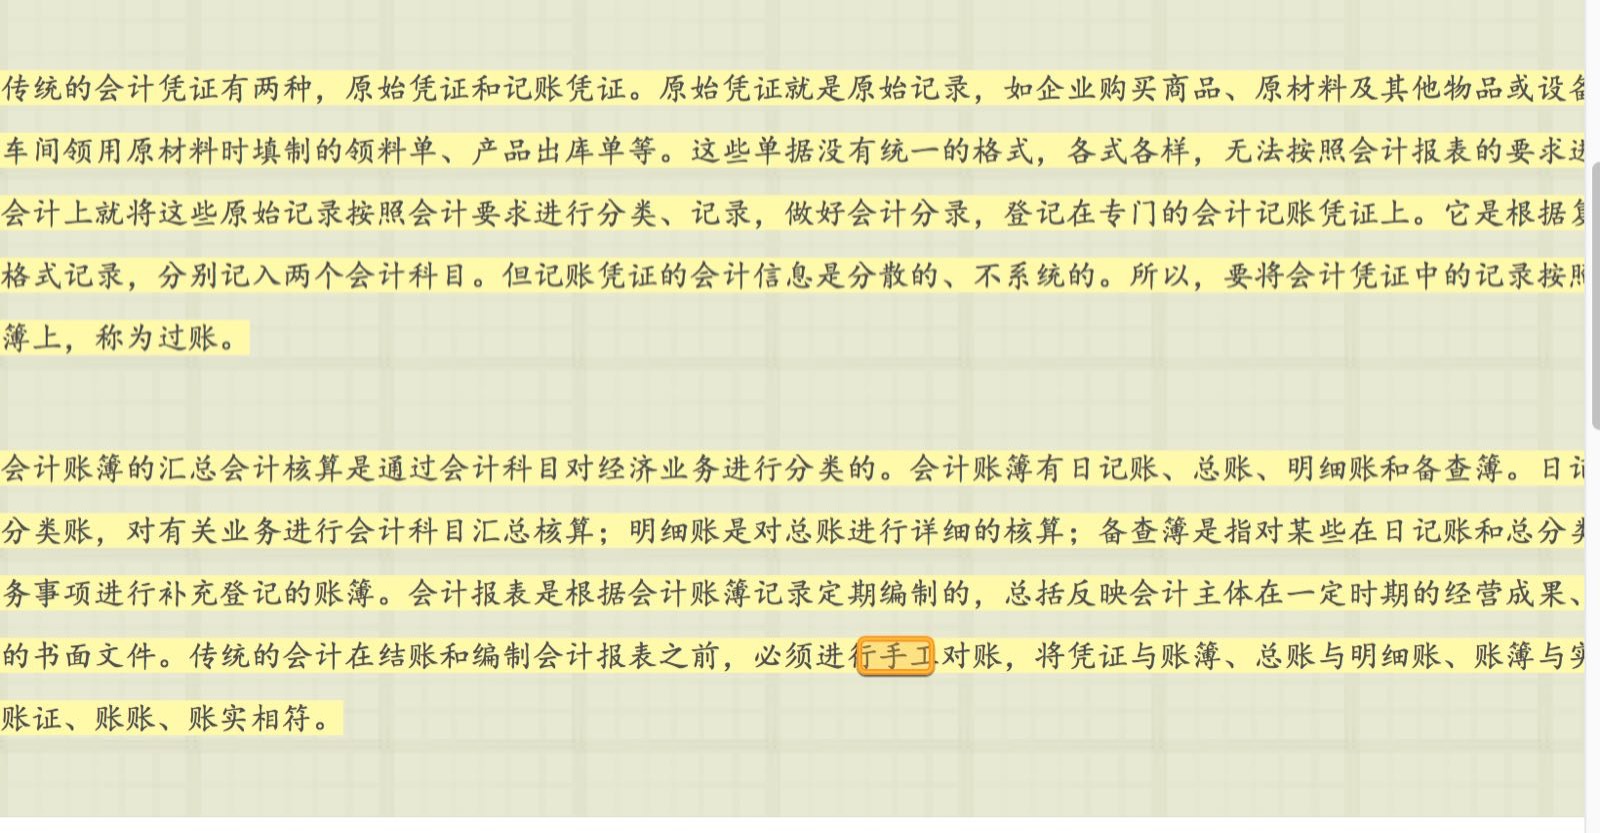 传统的会计凭证有两种，原始凭证和记账凭证。原始凭证就是原始记录，如企业购买商品、原材料及其他物品或设备
车间领用原材料时填制的领料单、产品出库单等。这些单据没有统一的格式，各式各样，无法按照会计报表的要求进
会计上就将这些原始记录按照会计要求进行分类、记录，做好会计分录，登记在专门的会计记账凭证上。它是根据复
格式记录，分别记入两个会计科目。但记账凭证的会计信息是分散的、不系统的。所以，要将会计凭证中的记录按照
簿上，称为过账。
会计账簿的汇总会计核算是通过会计科目对经济业务进行分类的。会计账簿有日记账、总账、明细账和备查簿。日记
分类账，对有关业务进行会计科目汇总核算；明细账是对总账进行详细的核算；备查簿是指对某些在日记账和总分类
务事项进行补充登记的账簿。会计报表是根据会计账簿记录定期编制的，总括反映会计主体在一定时期的经营成果、
的书面文件。传统的会计在结账和编制会计报表之前，必须进行手工对账，将凭证与账簿、总账与明细账、账簿与实
账证、账账、账实相符。